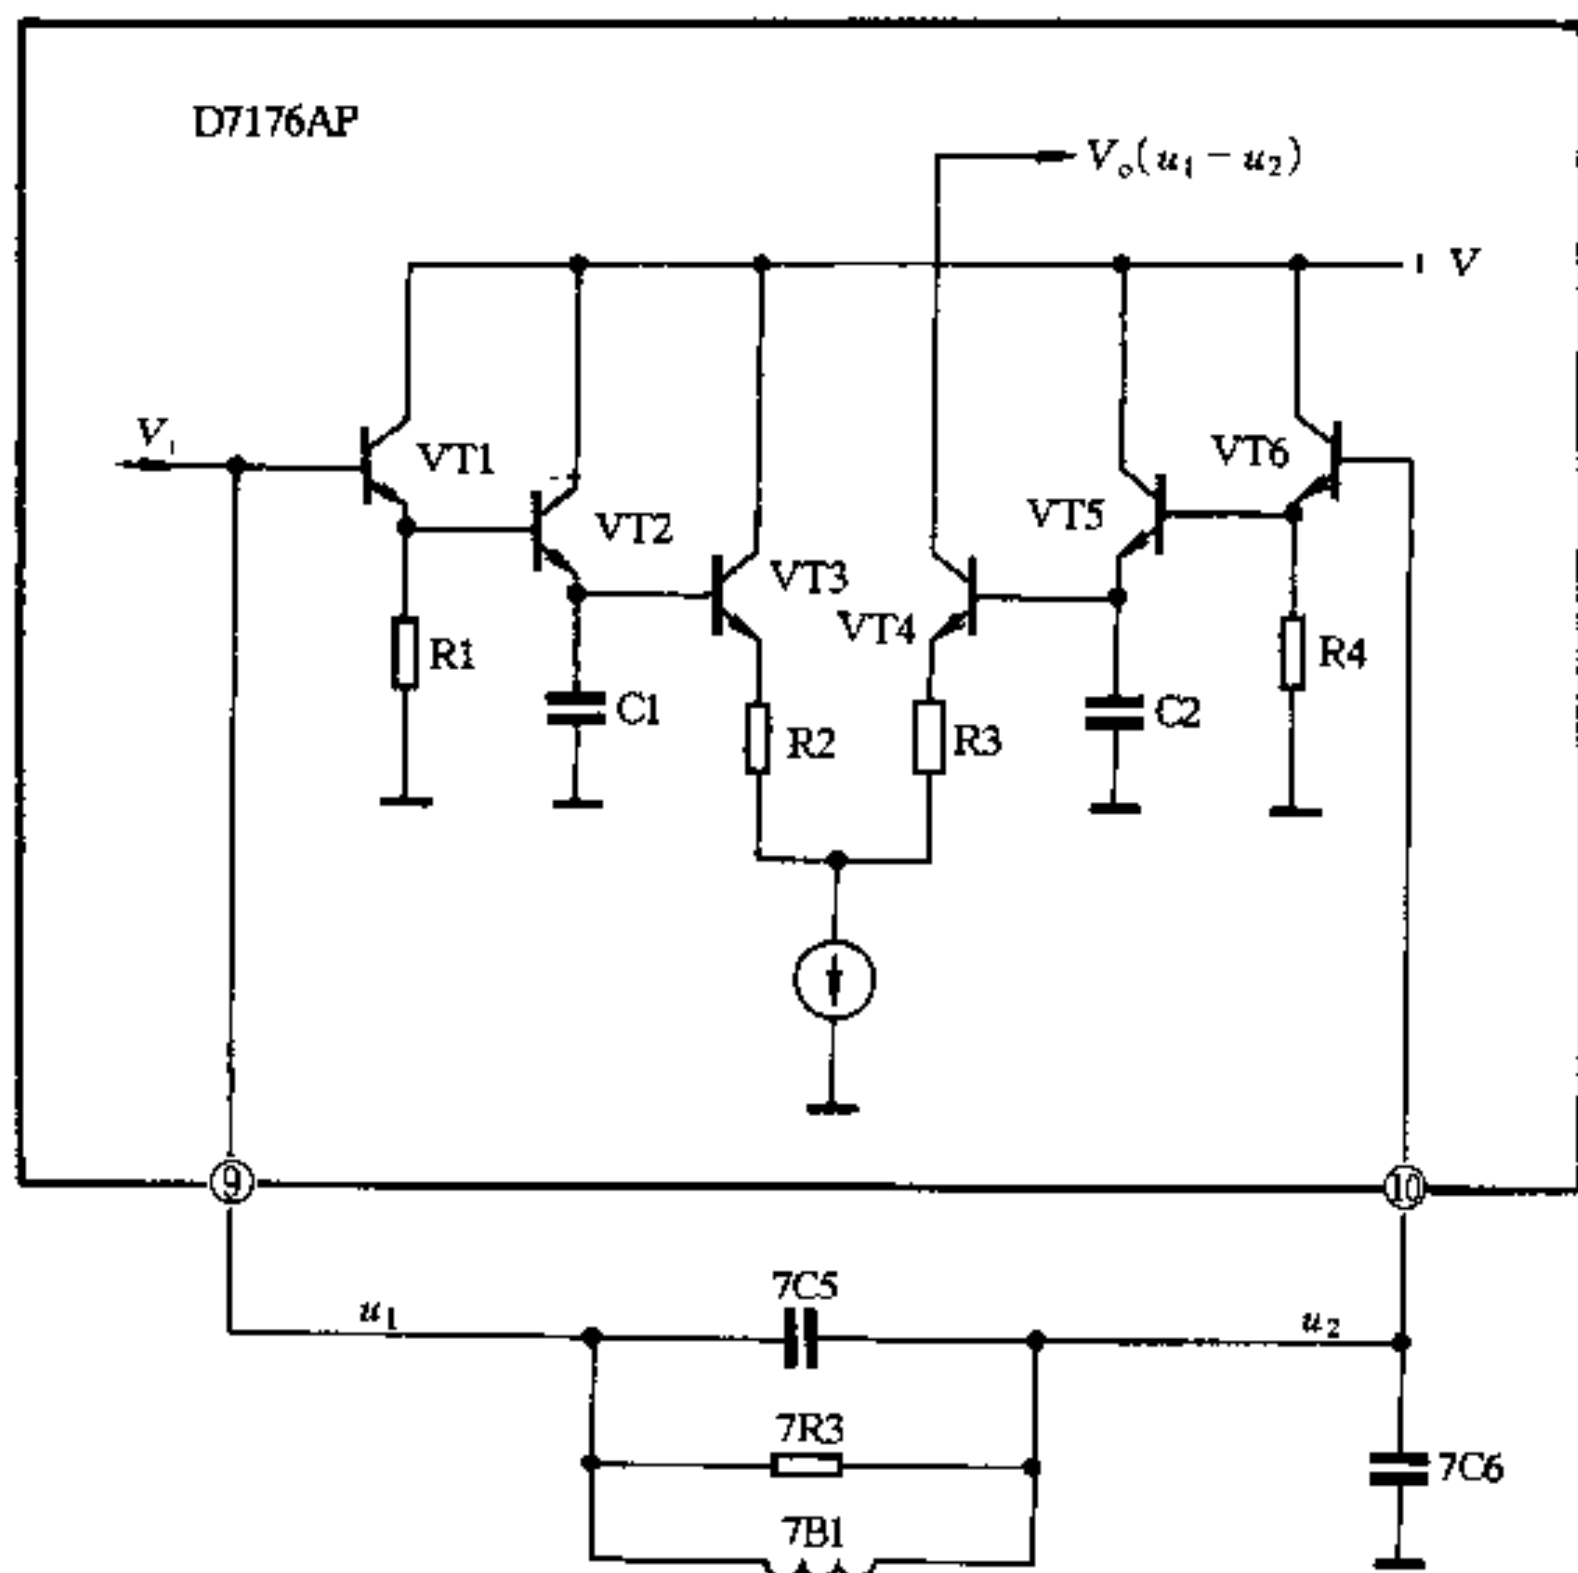 D7176AP
V_o(u_1 - u_2)
V
V_i
VT1
VT2
VT3
VT4
VT5
VT6
R1
C1
R2
R3
C2
R4
⑨
⑩
u_1
7C5
u_2
7R3
7C6
7B1